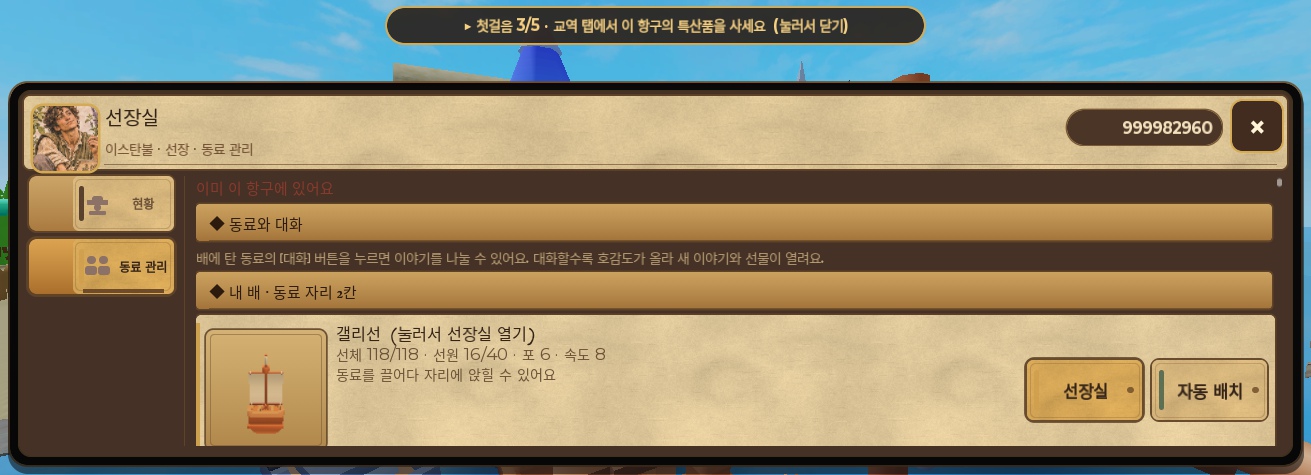 ▸ 첫걸음 3/5 · 교역 탭에서 이 항구의 특산품을 사세요 (눌러서 닫기)
선장실
이스탄불 · 선장 · 동료 관리
999982960
×
현황
동료 관리
이미 이 항구에 있어요
◆ 동료와 대화
배에 탄 동료의 [대화] 버튼을 누르면 이야기를 나눌 수 있어요. 대화할수록 호감도가 올라 새 이야기와 선물이 열려요.
◆ 내 배 · 동료 자리 2칸
갤리선 (눌러서 선장실 열기)
선체 118/118 · 선원 16/40 · 포 6 · 속도 8
동료를 끌어다 자리에 앉힐 수 있어요
선장실
자동 배치